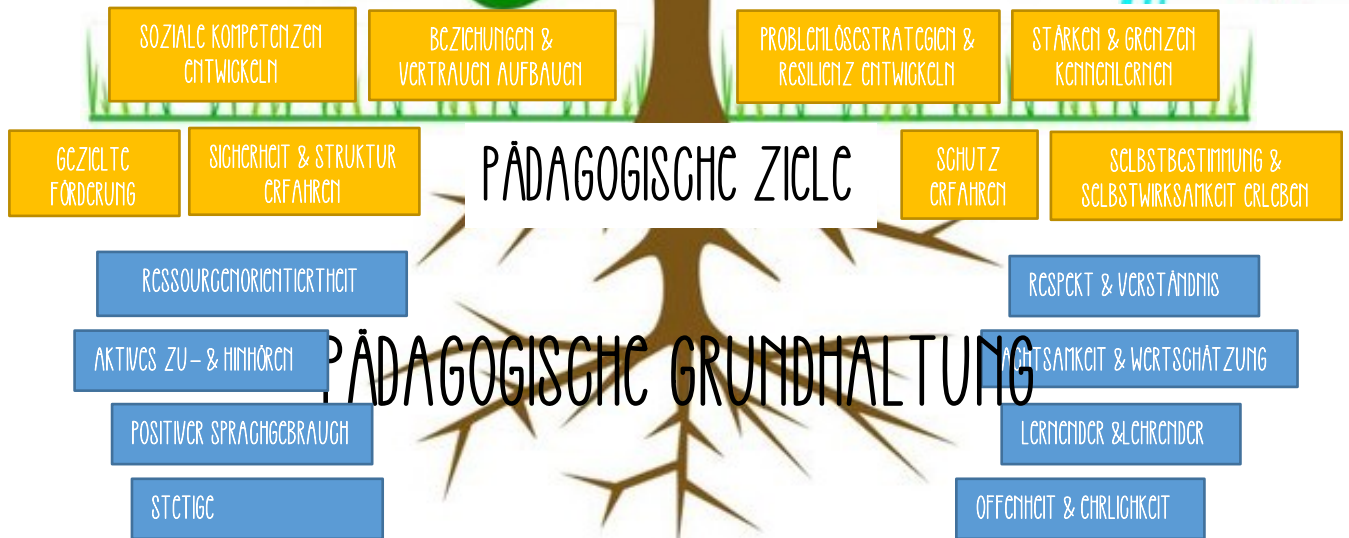 SOZIALE KOMPETENZEN
ENTWICKELN
BEZIEHUNGEN &
VERTRAUEN AUFBAUEN
PROBLEMLÖSESTRATEGIEN &
RESILIENZ ENTWICKELN
STÄRKEN & GRENZEN
KENNENLERNEN
GEZIELTE
FÖRDERUNG
SICHERHEIT & STRUKTUR
ERFAHREN
PÄDAGOGISCHE ZIELE
SCHUTZ
ERFAHREN
SELBSTBESTIMMUNG &
SELBSTWIRKSAMKEIT ERLEBEN
RESSOURCENORIENTIERTHEIT
RESPEKT & VERSTÄNDNIS
AKTIVES ZU- & HINHÖREN
PÄDAGOGISCHE GRUNDHALTUNG
ACHTSAMKEIT & WERTSCHÄTZUNG
POSITIVER SPRACHGEBRAUCH
LERNENDER &LEHRENDER
STETIGE
OFFENHEIT & EHRLICHKEIT